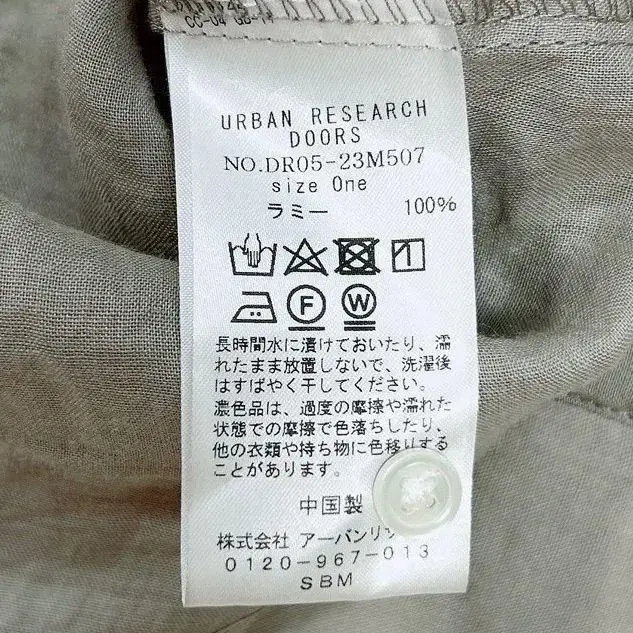 URBAN RESEARCH
DOORS
NO.DR05-23M507
size One
ラミー 100%
F W
長時間水に漬けておいたり、濡
れたまま放置しないで、洗濯後
はすばやく干してください。
濃色品は、過度の摩擦や濡れた
状態での摩擦で色落ちしたり、
他の衣類や持ち物に色移りする
ことがあります。
中国製
株式会社 アーバンリ
0120-967-013
SBM